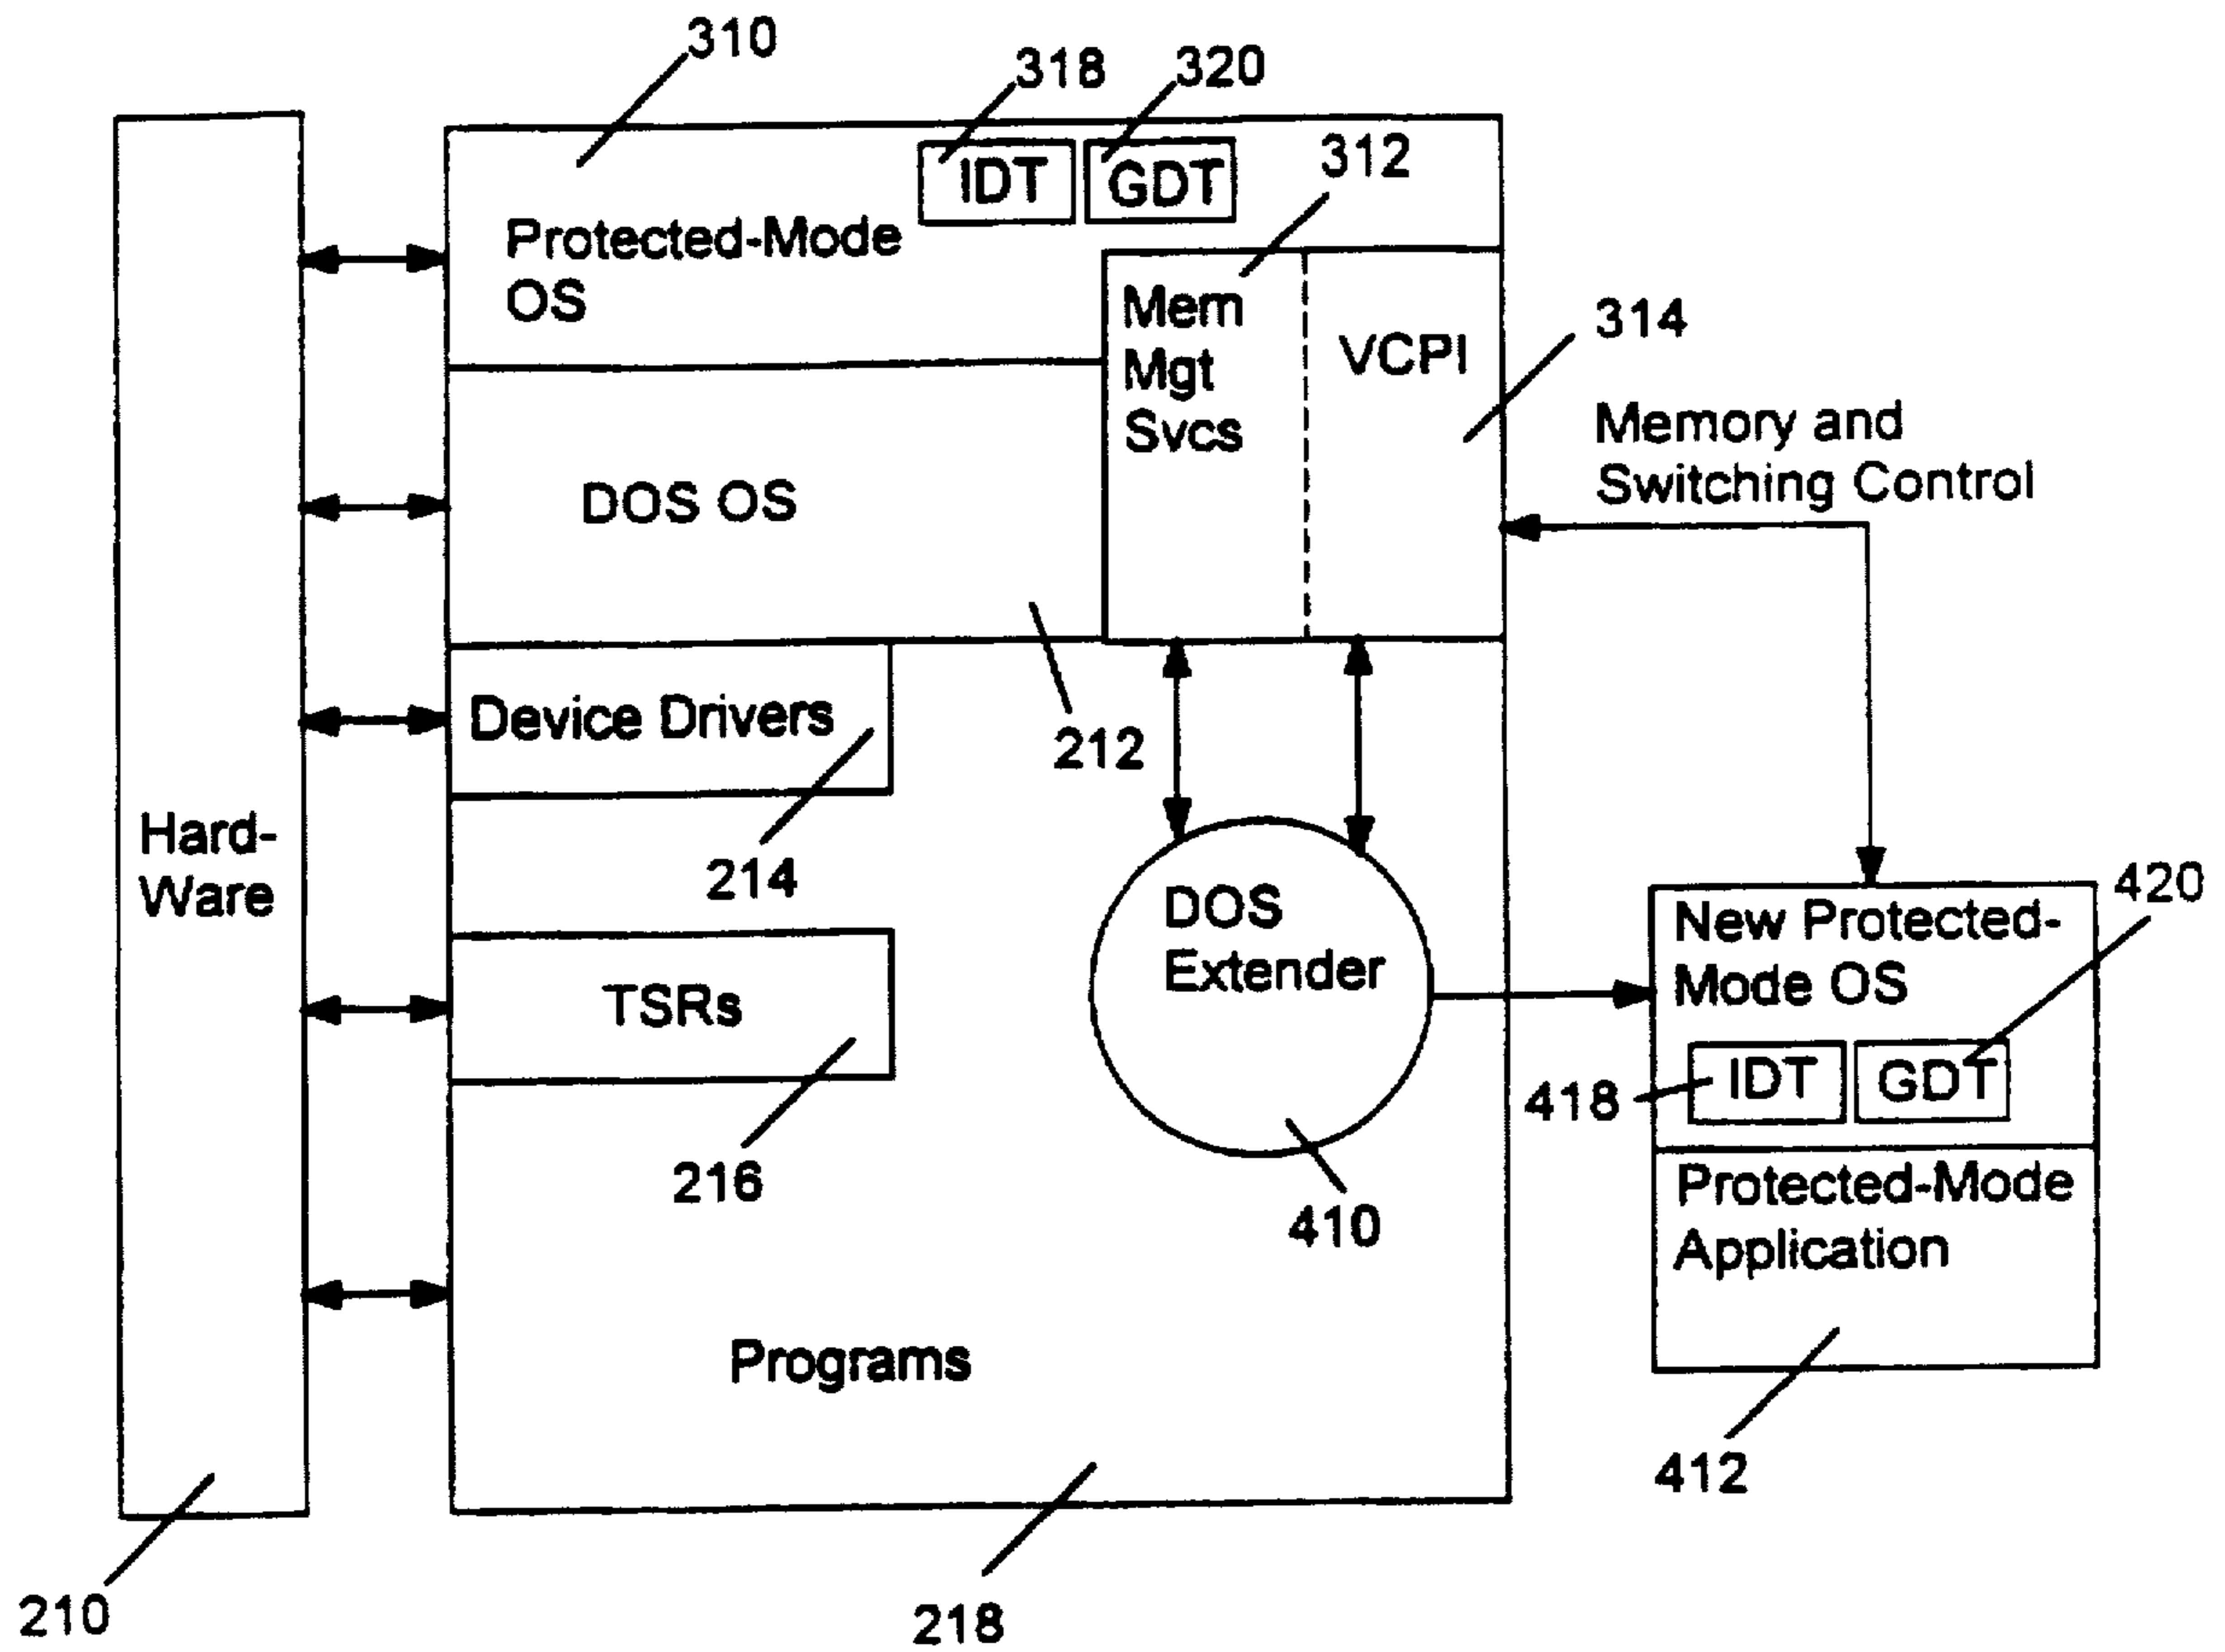 310
318
320
312
IDT
GDT
Protected-Mode
OS
Mem
Mgt
Svcs
VCPI
314
Memory and
Switching Control
DOS OS
Device Drivers
212
214
Hard-
Ware
DOS
Extender
420
New Protected-
Mode OS
TSRs
IDT
GDT
418
216
410
Protected-Mode
Application
Programs
412
210
218